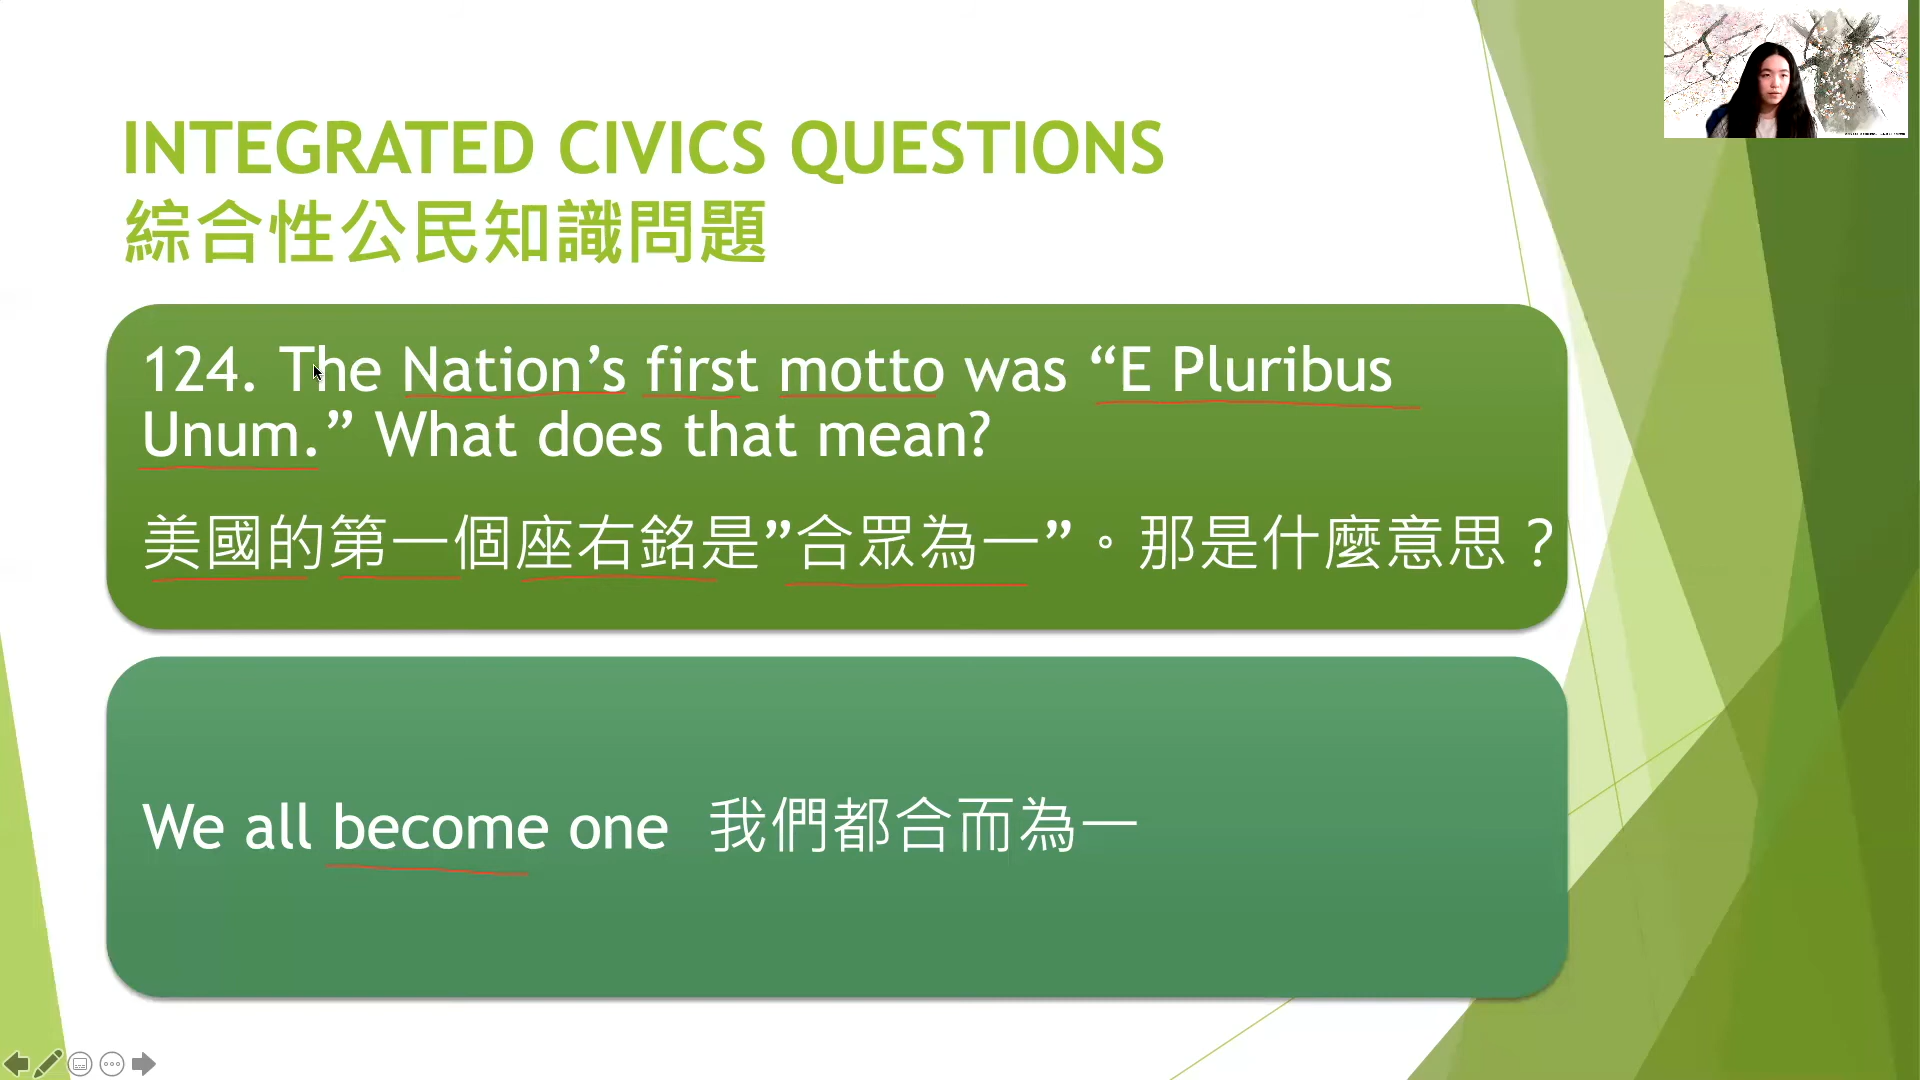 INTEGRATED CIVICS QUESTIONS
綜合性公民知識問題
124. The Nation’s first motto was “E Pluribus
Unum.” What does that mean?
美國的第一個座右銘是”合眾為一”。那是什麼意思？
We all become one 我們都合而為一